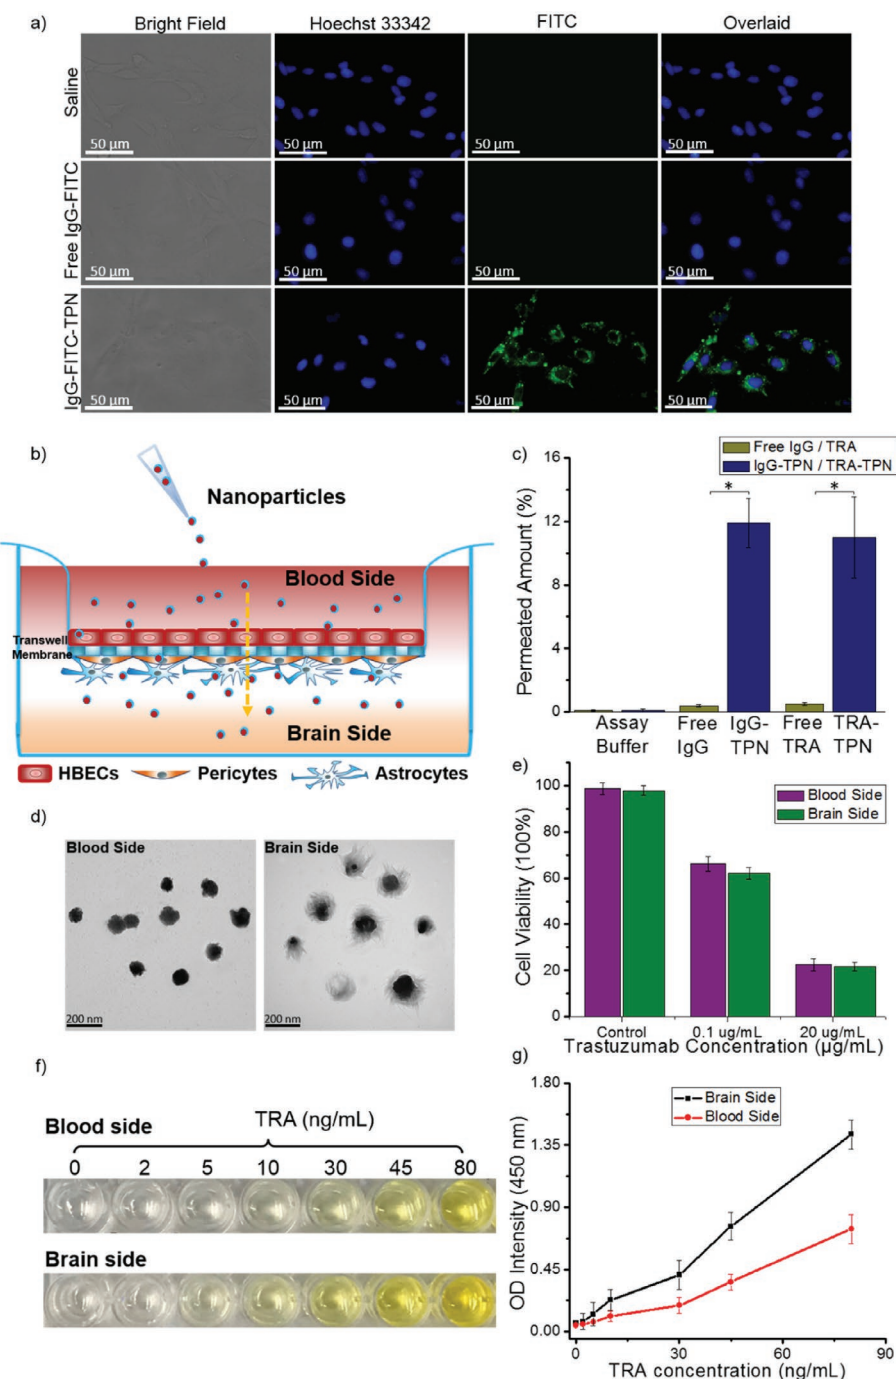 a)
Bright Field Hoechst 33342 FITC Overlaid
Saline
50 µm 50 µm 50 µm 50 µm
Free IgG-FITC
50 µm 50 µm 50 µm 50 µm
IgG-FITC-TPN
50 µm 50 µm 50 µm 50 µm
b)
Nanoparticles
Blood Side
Transwell
Membrane
Brain Side
HBECs Pericytes Astrocytes
c)
Free IgG / TRA
IgG-TPN / TRA-TPN
* *
Permeated Amount (%)
16
12
8
4
0
Assay Free IgG- Free TRA-
Buffer IgG TPN TRA TPN
d)
Blood Side Brain Side
200 nm 200 nm
e)
Blood Side
Brain Side
Cell Viability (100%)
100
80
60
40
20
0
Control 0.1 ug/mL 20 ug/mL
Trastuzumab Concentration (µg/mL)
f)
TRA (ng/mL)
Blood side
0 2 5 10 30 45 80
Brain side
g)
Brain Side
Blood Side
OD Intensity (450 nm)
1.80
1.35
0.90
0.45
0.00
0 30 60 90
TRA concentration (ng/mL)